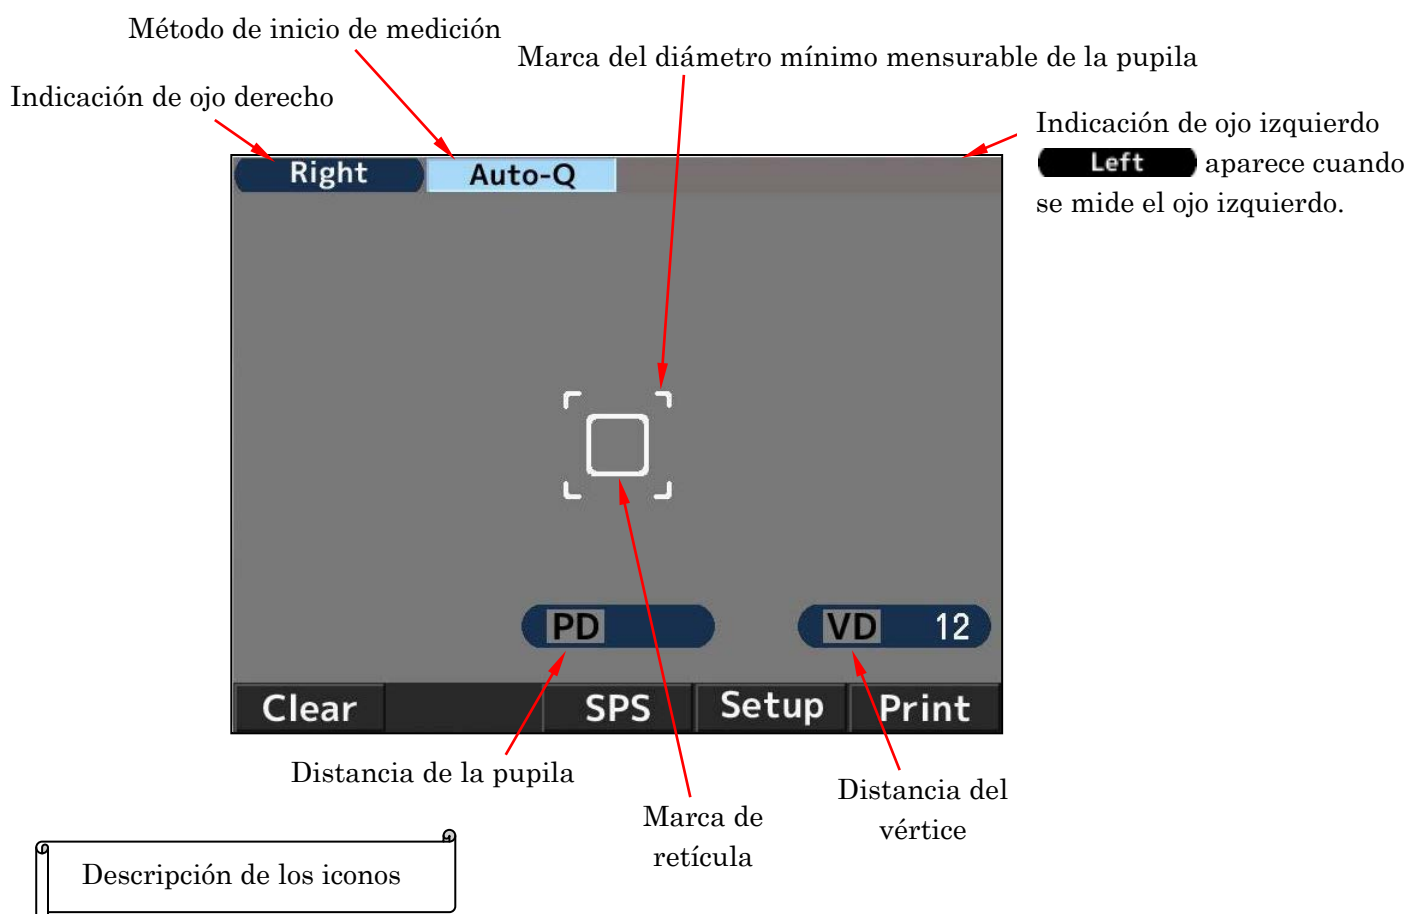 Método de inicio de medición
Marca del diámetro mínimo mensurable de la pupila
Indicación de ojo derecho
Indicación de ojo izquierdo
Left aparece cuando
se mide el ojo izquierdo.
Right
Auto-Q
PD
VD 12
Clear
SPS
Setup
Print
Distancia de la pupila
Marca de
retícula
Distancia del
vértice
Descripción de los iconos